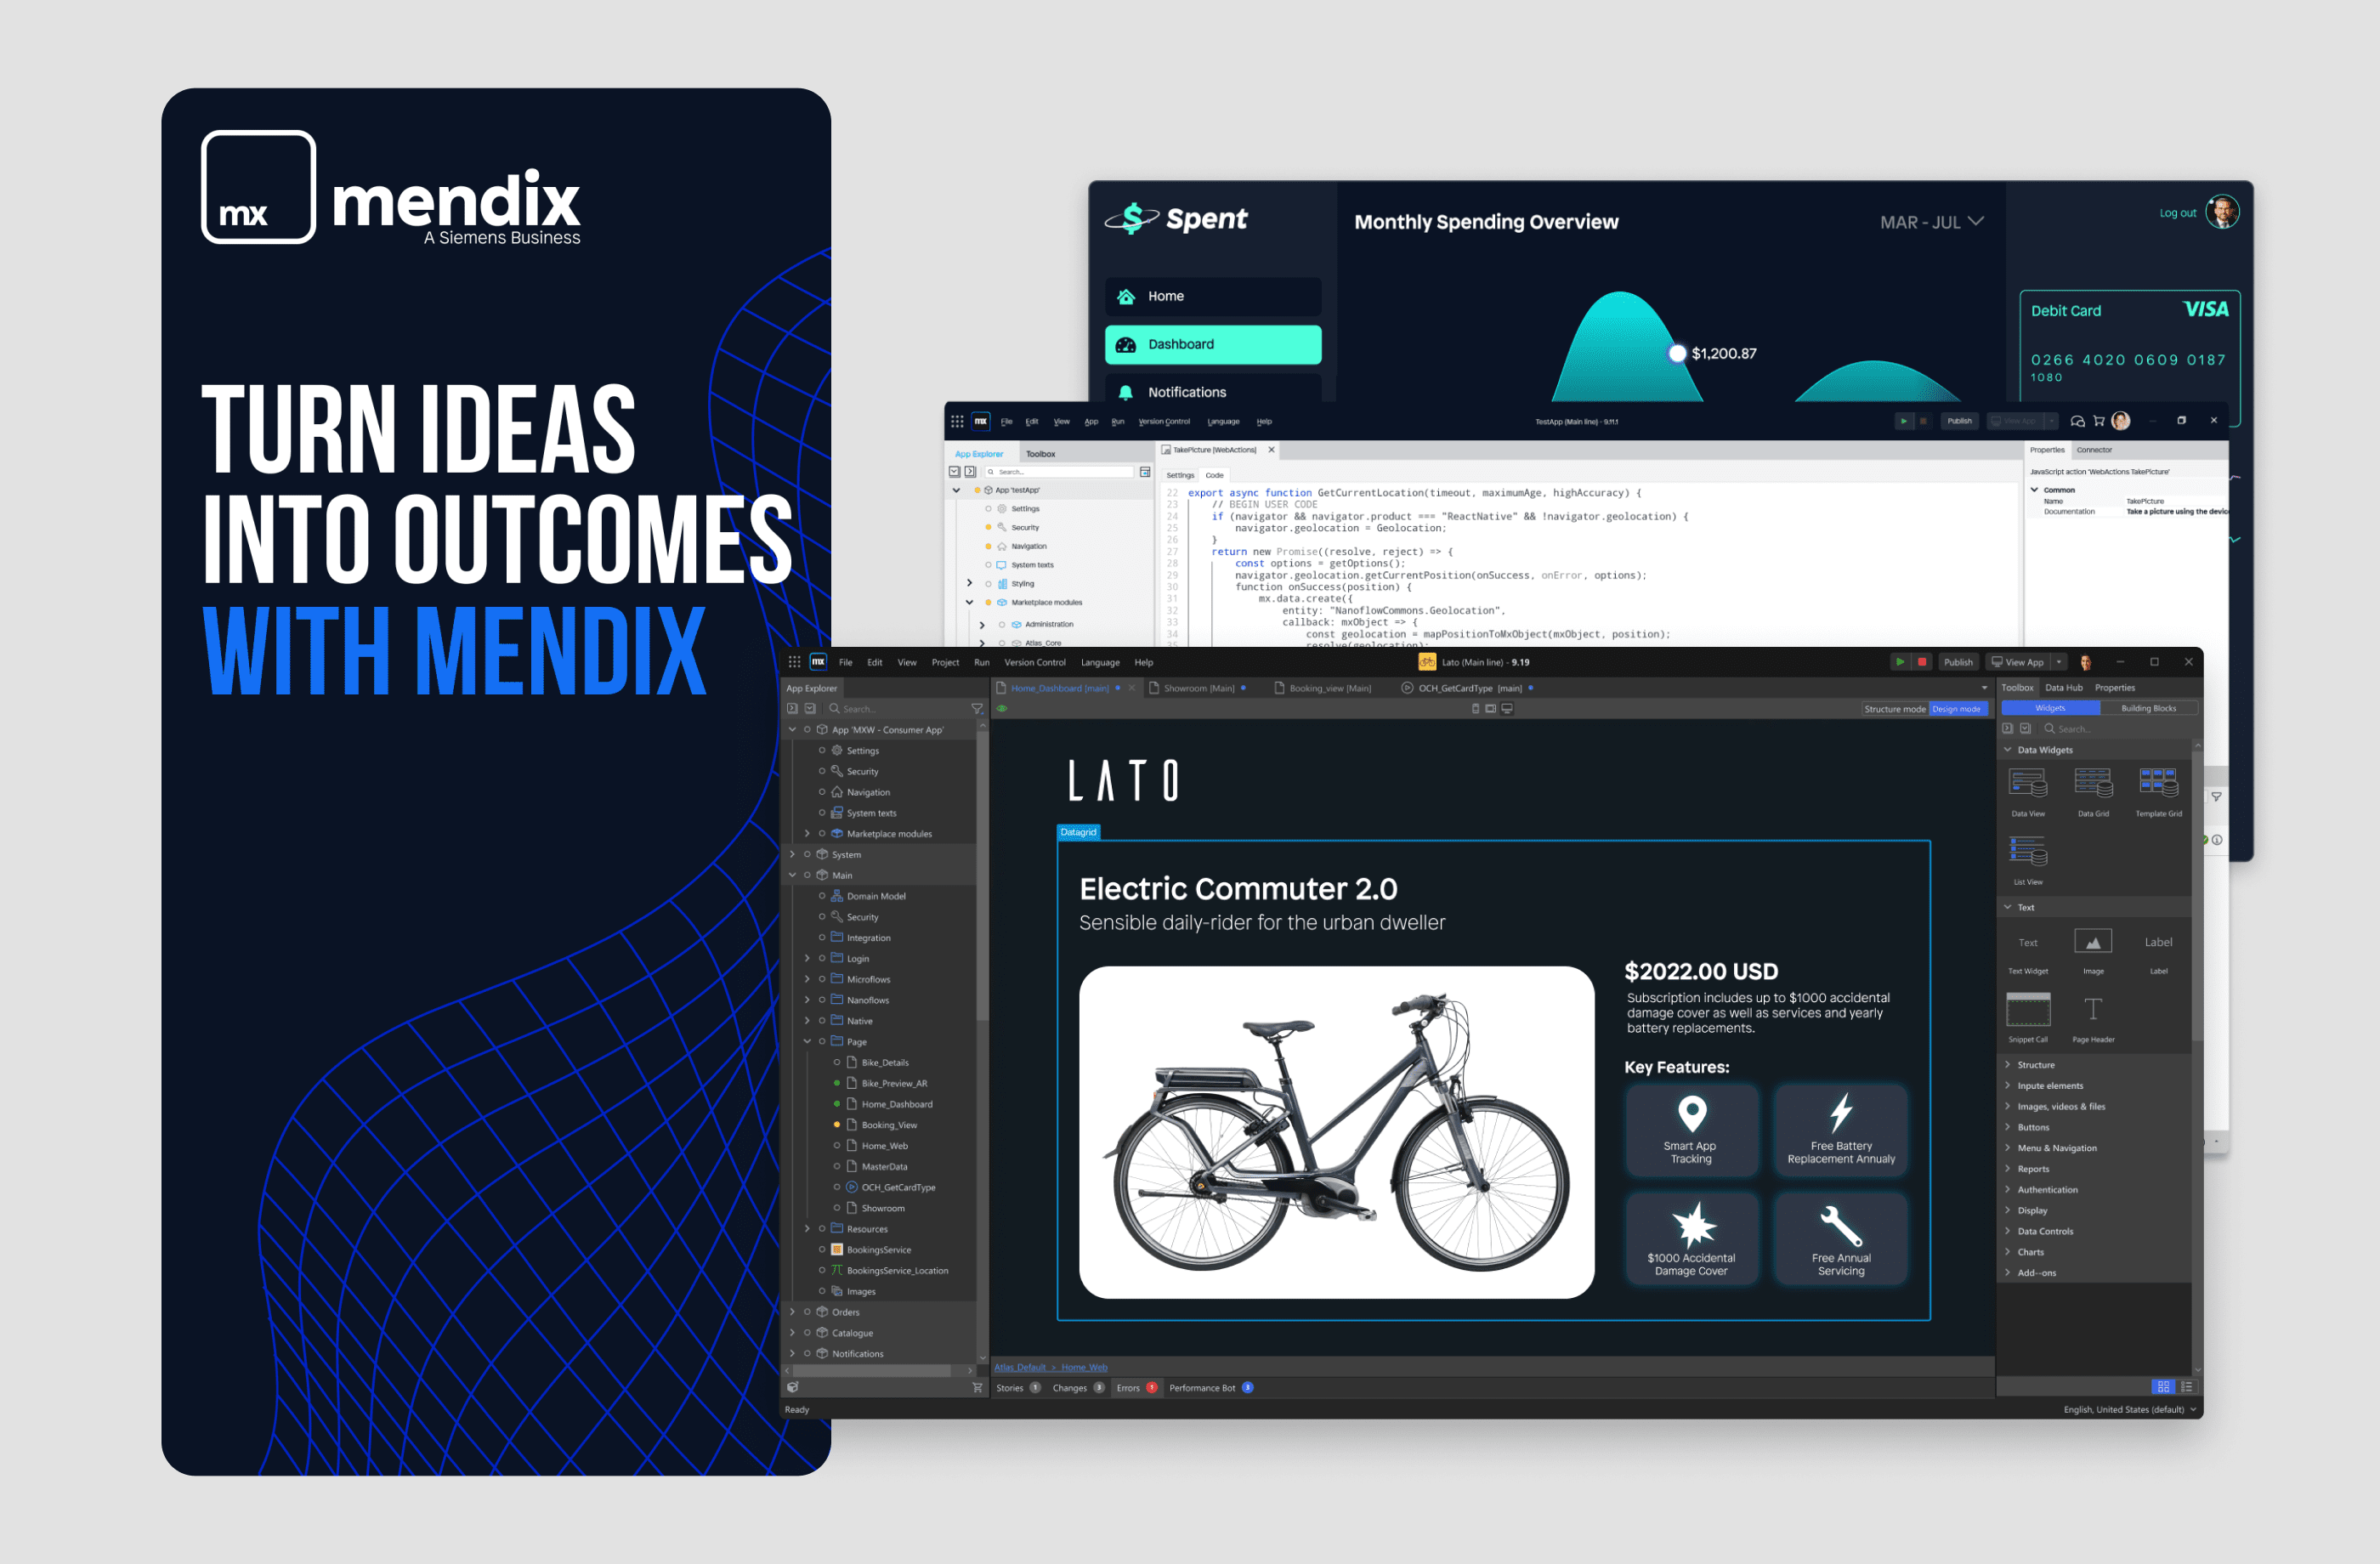 mx
mendix
A Siemens Business
TURN IDEAS
INTO OUTCOMES
WITH MENDIX
Spent
Home
Dashboard
Notifications
Monthly Spending Overview
MAR - JUL
$1,200.87
Log out
Debit Card
VISA
0266 4020 0609 0187
1080
mx File Edit View App Run Version Control Language Help
TestApp (Main line) - 9.11.1
Publish
View App
App Explorer
Toolbox
Search...
App 'testApp'
Settings
Security
Navigation
System texts
Styling
Marketplace modules
Administration
Atlas_Core
TakePicture [WebActions]
Settings Code
22 export async function GetCurrentLocation(timeout, maximumAge, highAccuracy) {
23 // BEGIN USER CODE
24 if (navigator && navigator.product === "ReactNative" && !navigator.geolocation) {
25 navigator.geolocation = Geolocation;
26 }
27 return new Promise((resolve, reject) => {
28 const options = getOptions();
29 navigator.geolocation.getCurrentPosition(onSuccess, onError, options);
30 function onSuccess(position) {
31 mx.data.create({
32 entity: "NanoflowCommons.Geolocation",
33 callback: mxObject => {
34 const geolocation = mapPositionToMxObject(mxObject, position);
35 resolve(geolocation);
Properties Connector
JavaScript action 'WebActions TakePicture'
Common
Name TakePicture
Documentation Take a picture using the device
mx File Edit View Project Run Version Control Language Help
Lato (Main line) - 9.19
Publish
View App
App Explorer
Search...
App 'MXW - Consumer App'
Settings
Security
Navigation
System texts
Marketplace modules
System
Main
Domain Model
Security
Integration
Login
Microflows
Nanoflows
Native
Page
Bike_Details
Bike_Preview_AR
Home_Dashboard
Booking_View
Home_Web
MasterData
OCH_GetCardType
Showroom
Resources
BookingsService
BookingsService_Location
Images
Orders
Catalogue
Notifications
Home_Dashboard [main]
Showroom [Main]
Booking_view [Main]
OCH_GetCardType [main]
Structure mode
Design mode
LATO
Datagrid
Electric Commuter 2.0
Sensible daily-rider for the urban dweller
$2022.00 USD
Subscription includes up to $1000 accidental
damage cover as well as services and yearly
battery replacements.
Key Features:
Smart App
Tracking
Free Battery
Replacement Annualy
$1000 Accidental
Damage Cover
Free Annual
Servicing
Atlas_Default > Home_Web
Stories 1 Changes 3 Errors 1 Performance Bot 3
Ready
Toolbox Data Hub Properties
Widgets
Building Blocks
Search...
Data Widgets
Data View
Data Grid
Template Grid
List View
Text
Text
Label
Text Widget
Image
Label
T
Snippet Call
Page Header
Structure
Inpute elements
Images, videos & files
Buttons
Menu & Navigation
Reports
Authentication
Display
Data Controls
Charts
Add--ons
English, United States (default)